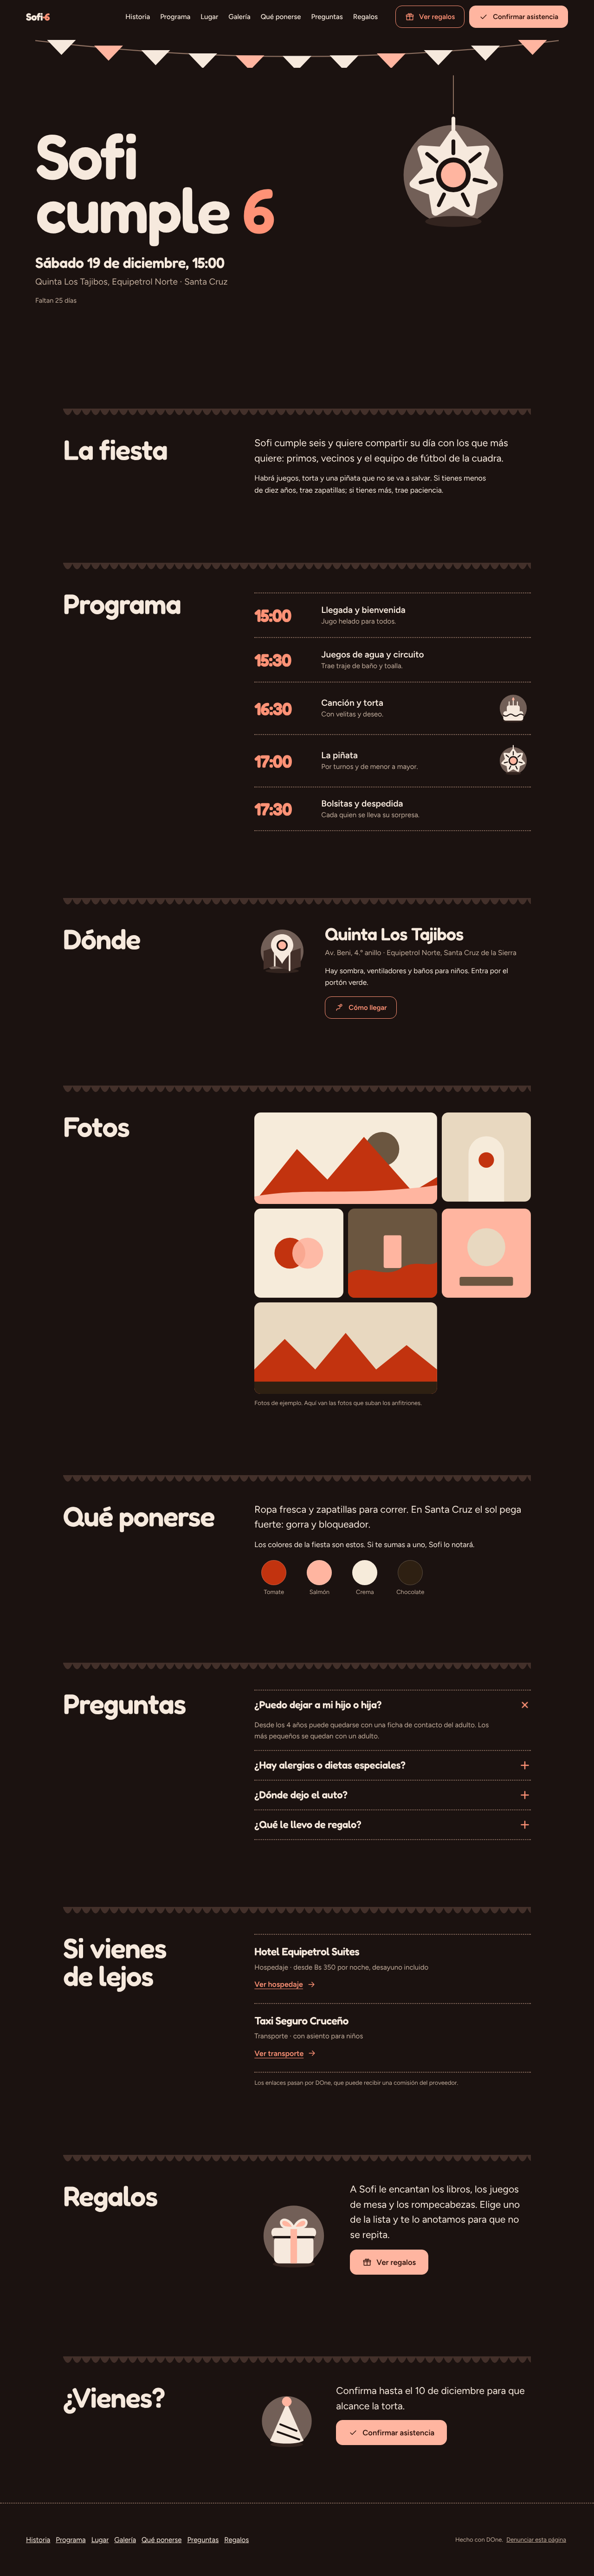 Sofi·6
Historia Programa Lugar Galería Qué ponerse Preguntas Regalos Ver regalos Confirmar asistencia
Sofi
cumple 6
Sábado 19 de diciembre, 15:00
Quinta Los Tajibos, Equipetrol Norte · Santa Cruz
Faltan 25 días
La fiesta
Sofi cumple seis y quiere compartir su día con los que más
quiere: primos, vecinos y el equipo de fútbol de la cuadra.
Habrá juegos, torta y una piñata que no se va a salvar. Si tienes menos
de diez años, trae zapatillas; si tienes más, trae paciencia.
Programa
15:00
Llegada y bienvenida
Jugo helado para todos.
15:30
Juegos de agua y circuito
Trae traje de baño y toalla.
16:30
Canción y torta
Con velitas y deseo.
17:00
La piñata
Por turnos y de menor a mayor.
17:30
Bolsitas y despedida
Cada quien se lleva su sorpresa.
Dónde
Quinta Los Tajibos
Av. Beni, 4.º anillo · Equipetrol Norte, Santa Cruz de la Sierra
Hay sombra, ventiladores y baños para niños. Entra por el
portón verde.
Cómo llegar
Fotos
Fotos de ejemplo. Aquí van las fotos que suban los anfitriones.
Qué ponerse
Ropa fresca y zapatillas para correr. En Santa Cruz el sol pega
fuerte: gorra y bloqueador.
Los colores de la fiesta son estos. Si te sumas a uno, Sofi lo notará.
Tomate Salmón Crema Chocolate
Preguntas
¿Puedo dejar a mi hijo o hija?
Desde los 4 años puede quedarse con una ficha de contacto del adulto. Los
más pequeños se quedan con un adulto.
¿Hay alergias o dietas especiales?
¿Dónde dejo el auto?
¿Qué le llevo de regalo?
Si vienes
de lejos
Hotel Equipetrol Suites
Hospedaje · desde Bs 350 por noche, desayuno incluido
Ver hospedaje
Taxi Seguro Cruceño
Transporte · con asiento para niños
Ver transporte
Los enlaces pasan por DOne, que puede recibir una comisión del proveedor.
Regalos
A Sofi le encantan los libros, los juegos
de mesa y los rompecabezas. Elige uno
de la lista y te lo anotamos para que no
se repita.
Ver regalos
¿Vienes?
Confirma hasta el 10 de diciembre para que
alcance la torta.
Confirmar asistencia
Historia Programa Lugar Galería Qué ponerse Preguntas Regalos
Hecho con DOne. Denunciar esta página